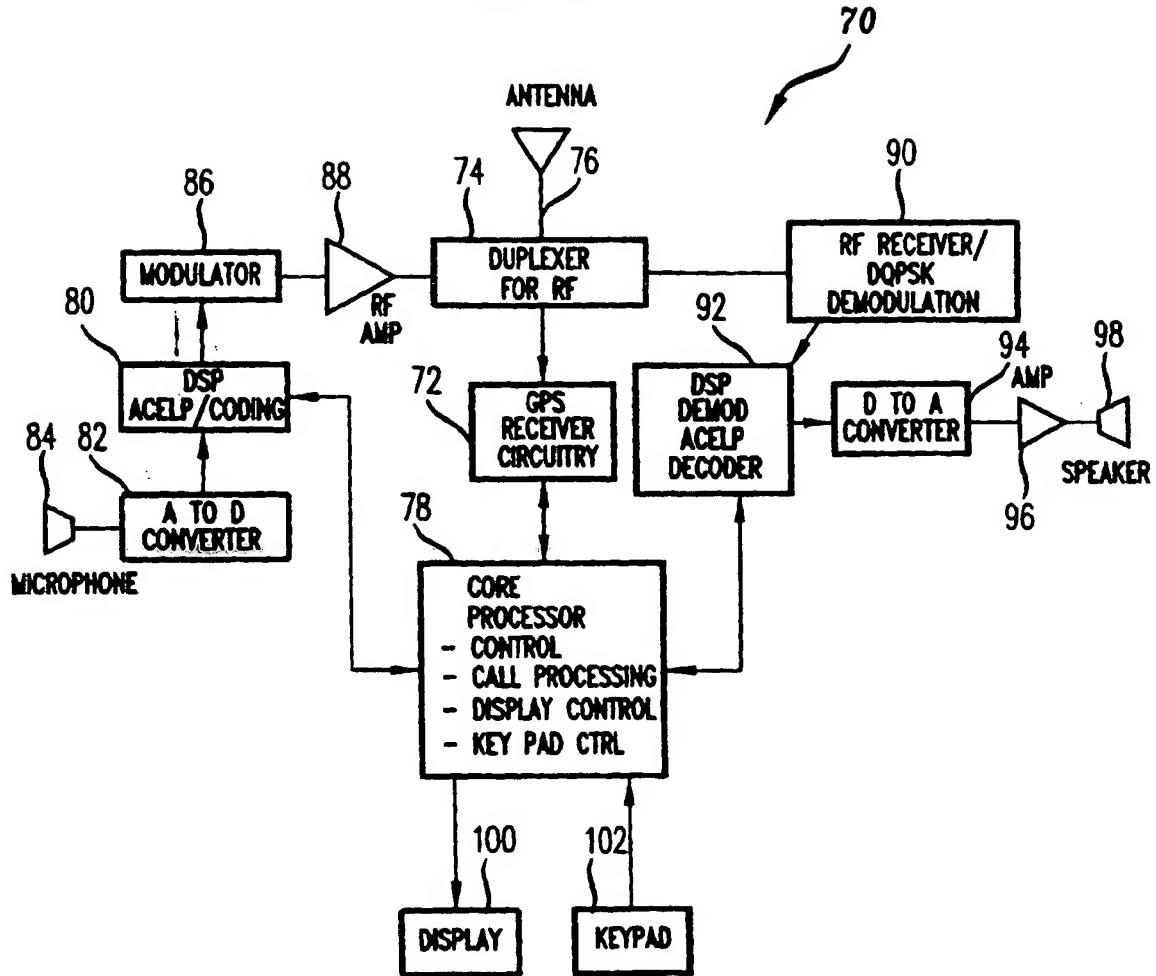 70
ANTENNA
76
86
88
74
90
MODULATOR
RF
AMP
DUPLEXER
FOR RF
RF RECEIVER/
DQPSK
DEMODULATION
80
DSP
ACELP/CODING
72
GPS
RECEIVER
CIRCUITRY
92
DSP
DEMOD
ACELP
DECODER
94
D TO A
CONVERTER
AMP
96
98
SPEAKER
84
82
A TO D
CONVERTER
MICROPHONE
78
CORE
PROCESSOR
- CONTROL
- CALL PROCESSING
- DISPLAY CONTROL
- KEY PAD CTRL
100
DISPLAY
102
KEYPAD